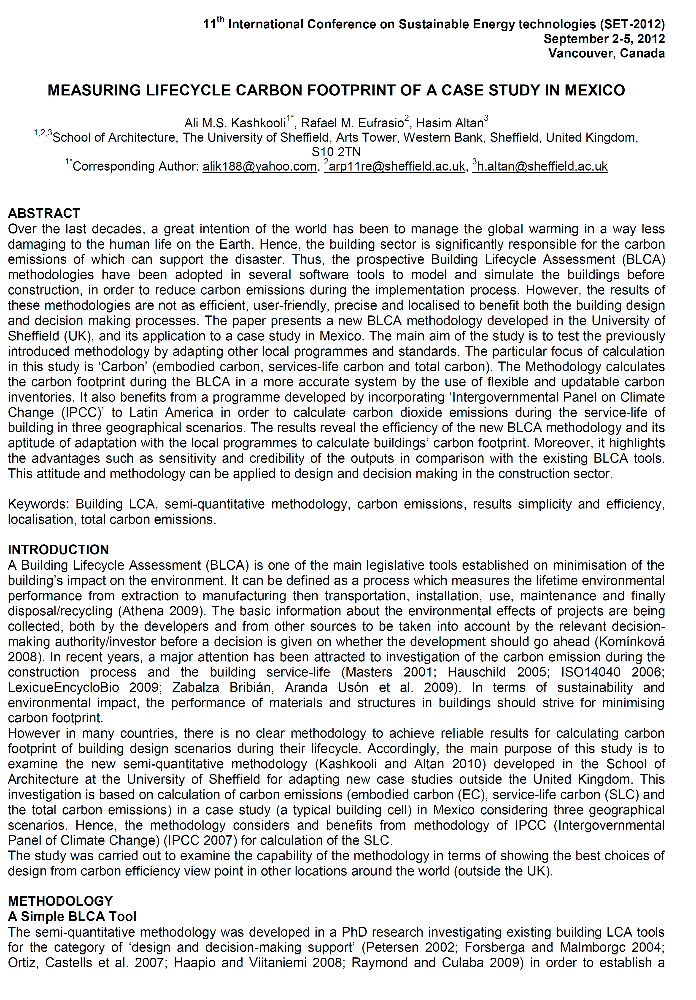 11th International Conference on Sustainable Energy technologies (SET-2012)
September 2-5, 2012
Vancouver, Canada
MEASURING LIFECYCLE CARBON FOOTPRINT OF A CASE STUDY IN MEXICO
Ali M.S. Kashkooli1*, Rafael M. Eufrasio2, Hasim Altan3
1,2,3School of Architecture, The University of Sheffield, Arts Tower, Western Bank, Sheffield, United Kingdom,
S10 2TN
1*Corresponding Author: alik188@yahoo.com, 2arp11re@sheffield.ac.uk, 3h.altan@sheffield.ac.uk
ABSTRACT
Over the last decades, a great intention of the world has been to manage the global warming in a way less
damaging to the human life on the Earth. Hence, the building sector is significantly responsible for the carbon
emissions of which can support the disaster. Thus, the prospective Building Lifecycle Assessment (BLCA)
methodologies have been adopted in several software tools to model and simulate the buildings before
construction, in order to reduce carbon emissions during the implementation process. However, the results of
these methodologies are not as efficient, user-friendly, precise and localised to benefit both the building design
and decision making processes. The paper presents a new BLCA methodology developed in the University of
Sheffield (UK), and its application to a case study in Mexico. The main aim of the study is to test the previously
introduced methodology by adapting other local programmes and standards. The particular focus of calculation
in this study is ‘Carbon’ (embodied carbon, services-life carbon and total carbon). The Methodology calculates
the carbon footprint during the BLCA in a more accurate system by the use of flexible and updatable carbon
inventories. It also benefits from a programme developed by incorporating ‘Intergovernmental Panel on Climate
Change (IPCC)’ to Latin America in order to calculate carbon dioxide emissions during the service-life of
building in three geographical scenarios. The results reveal the efficiency of the new BLCA methodology and its
aptitude of adaptation with the local programmes to calculate buildings’ carbon footprint. Moreover, it highlights
the advantages such as sensitivity and credibility of the outputs in comparison with the existing BLCA tools.
This attitude and methodology can be applied to design and decision making in the construction sector.
Keywords: Building LCA, semi-quantitative methodology, carbon emissions, results simplicity and efficiency,
localisation, total carbon emissions.
INTRODUCTION
A Building Lifecycle Assessment (BLCA) is one of the main legislative tools established on minimisation of the
building’s impact on the environment. It can be defined as a process which measures the lifetime environmental
performance from extraction to manufacturing then transportation, installation, use, maintenance and finally
disposal/recycling (Athena 2009). The basic information about the environmental effects of projects are being
collected, both by the developers and from other sources to be taken into account by the relevant decision-
making authority/investor before a decision is given on whether the development should go ahead (Komínková
2008). In recent years, a major attention has been attracted to investigation of the carbon emission during the
construction process and the building service-life (Masters 2001; Hauschild 2005; ISO14040 2006;
LexicueEncycloBio 2009; Zabalza Bribián, Aranda Usón et al. 2009). In terms of sustainability and
environmental impact, the performance of materials and structures in buildings should strive for minimising
carbon footprint.
However in many countries, there is no clear methodology to achieve reliable results for calculating carbon
footprint of building design scenarios during their lifecycle. Accordingly, the main purpose of this study is to
examine the new semi-quantitative methodology (Kashkooli and Altan 2010) developed in the School of
Architecture at the University of Sheffield for adapting new case studies outside the United Kingdom. This
investigation is based on calculation of carbon emissions (embodied carbon (EC), service-life carbon (SLC) and
the total carbon emissions) in a case study (a typical building cell) in Mexico considering three geographical
scenarios. Hence, the methodology considers and benefits from methodology of IPCC (Intergovernmental
Panel of Climate Change) (IPCC 2007) for calculation of the SLC.
The study was carried out to examine the capability of the methodology in terms of showing the best choices of
design from carbon efficiency view point in other locations around the world (outside the UK).
METHODOLOGY
A Simple BLCA Tool
The semi-quantitative methodology was developed in a PhD research investigating existing building LCA tools
for the category of ‘design and decision-making support’ (Petersen 2002; Forsberga and Malmborgc 2004;
Ortiz, Castells et al. 2007; Haapio and Viitaniemi 2008; Raymond and Culaba 2009) in order to establish a